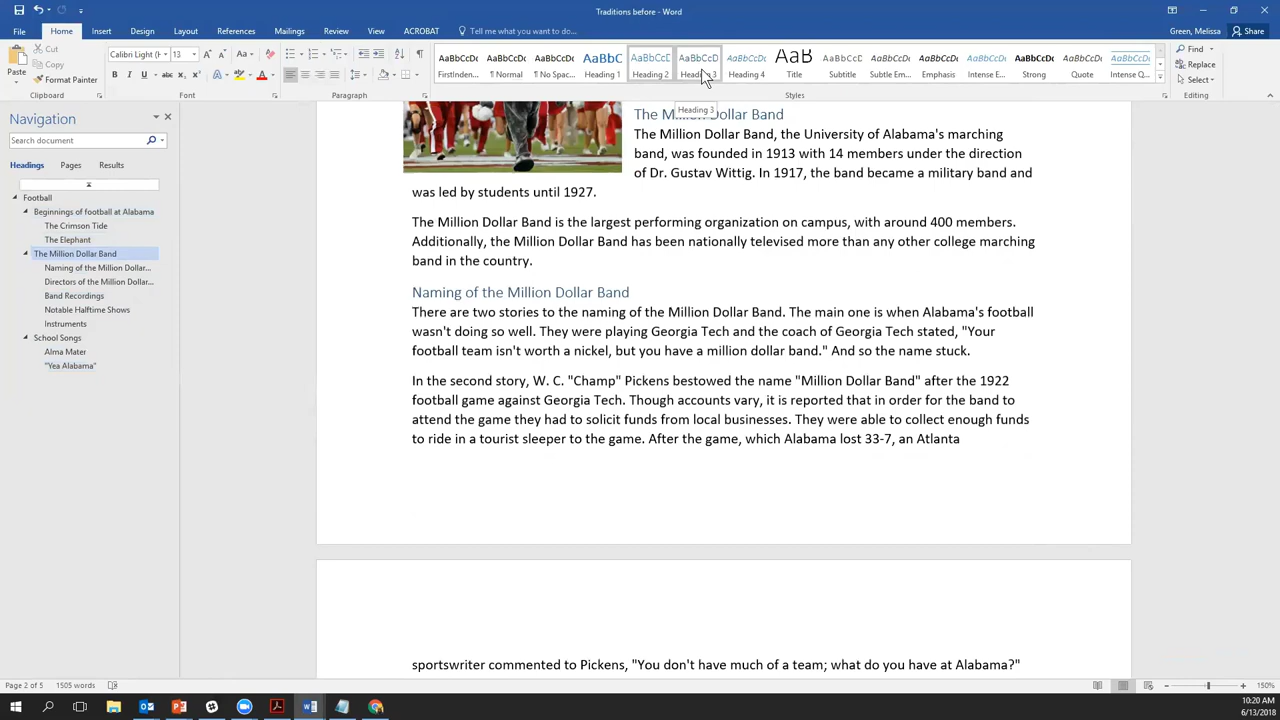 Traditions before - Word
Green, Melissa
File Home Insert Design Layout References Mailings Review View ACROBAT Tell me what you want to do...
Share
Paste
Cut
Copy
Format Painter
Clipboard
Calibri Light (H 13
Font
Paragraph
AaBbCcDc AaBbCcDc AaBbCcDc AaBbC AaBbCcE AaBbCcD AaBbCcDc AaB AaBbCcD AaBbCcDc AaBbCcDc AaBbCcDc AaBbCcDc AaBbCcDc AaBbCcDc
FirstInden... ¶ Normal ¶ No Spac... Heading 1 Heading 2 Heading 3 Heading 4 Title Subtitle Subtle Em... Emphasis Intense E... Strong Quote Intense Q...
Styles
Find
Replace
Select
Editing
Heading 3
Navigation
Search document
Headings Pages Results
Football
Beginnings of football at Alabama
The Crimson Tide
The Elephant
The Million Dollar Band
Naming of the Million Dollar...
Directors of the Million Dollar...
Band Recordings
Notable Halftime Shows
Instruments
School Songs
Alma Mater
"Yea Alabama"
The Million Dollar Band
The Million Dollar Band, the University of Alabama's marching
band, was founded in 1913 with 14 members under the direction
of Dr. Gustav Wittig. In 1917, the band became a military band and
was led by students until 1927.
The Million Dollar Band is the largest performing organization on campus, with around 400 members.
Additionally, the Million Dollar Band has been nationally televised more than any other college marching
band in the country.
Naming of the Million Dollar Band
There are two stories to the naming of the Million Dollar Band. The main one is when Alabama's football
wasn't doing so well. They were playing Georgia Tech and the coach of Georgia Tech stated, "Your
football team isn't worth a nickel, but you have a million dollar band." And so the name stuck.
In the second story, W. C. "Champ" Pickens bestowed the name "Million Dollar Band" after the 1922
football game against Georgia Tech. Though accounts vary, it is reported that in order for the band to
attend the game they had to solicit funds from local businesses. They were able to collect enough funds
to ride in a tourist sleeper to the game. After the game, which Alabama lost 33-7, an Atlanta
sportswriter commented to Pickens, "You don't have much of a team; what do you have at Alabama?"
Page 2 of 5 1505 words
150%
10:20 AM
6/13/2018